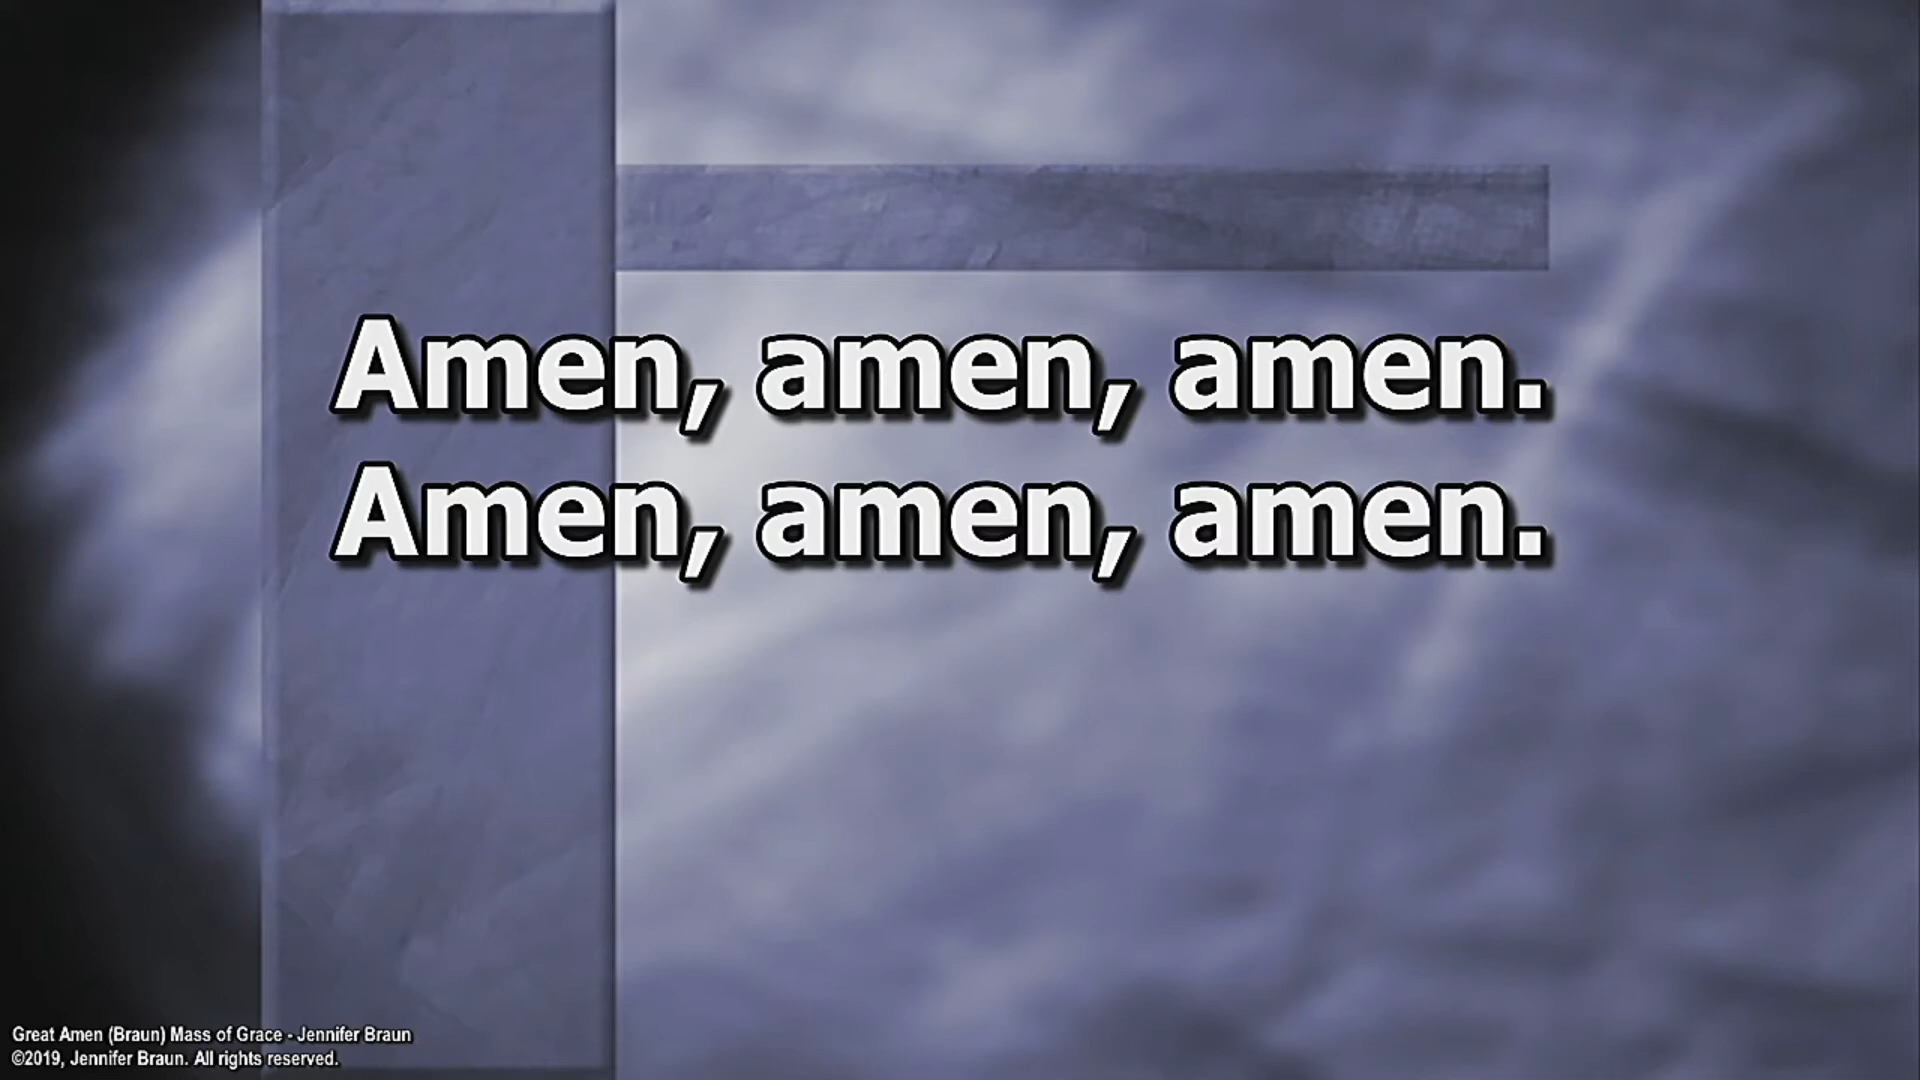 Amen, amen, amen.
Amen, amen, amen.
Great Amen (Braun) Mass of Grace - Jennifer Braun
©2019, Jennifer Braun. All rights reserved.